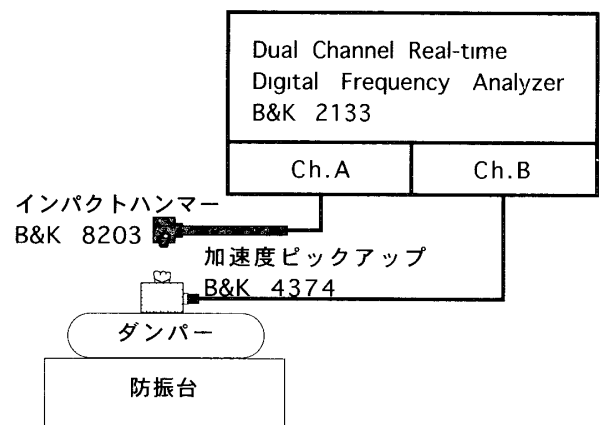 Dual Channel Real-time
Digital Frequency Analyzer
B&K 2133
Ch.A
Ch.B
インパクトハンマー
B&K 8203
加速度ピックアップ
B&K 4374
ダンパー
防振台